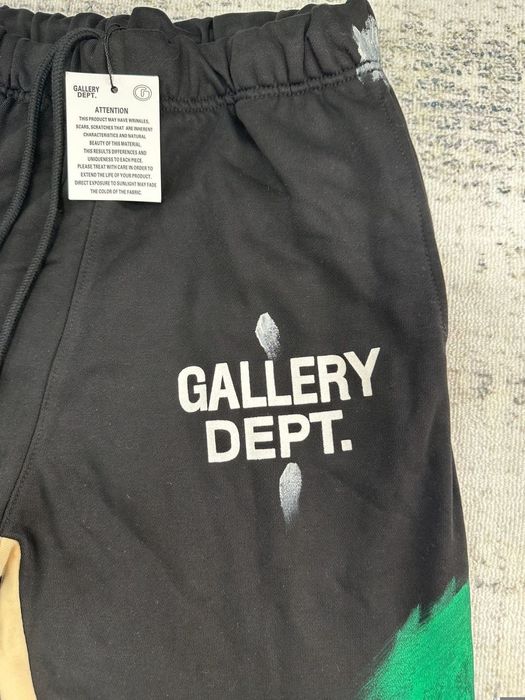 GALLERY
DEPT.
ATTENTION
THIS PRODUCT MAY HAVE WRINKLES,
SCARS, SCRATCHES THAT ARE INHERENT
CHARACTERISTICS AND NATURAL
BEAUTY OF THIS MATERIAL.
THIS RESULTS DIFFERENCES AND
UNIQUENESS TO EACH PIECE.
PLEASE TREAT WITH CARE IN ORDER TO
EXTEND THE LIFE OF YOUR PRODUCT.
DIRECT EXPOSURE TO SUNLIGHT MAY FADE
THE COLOR OF THE FABRIC.
GALLERY
DEPT.